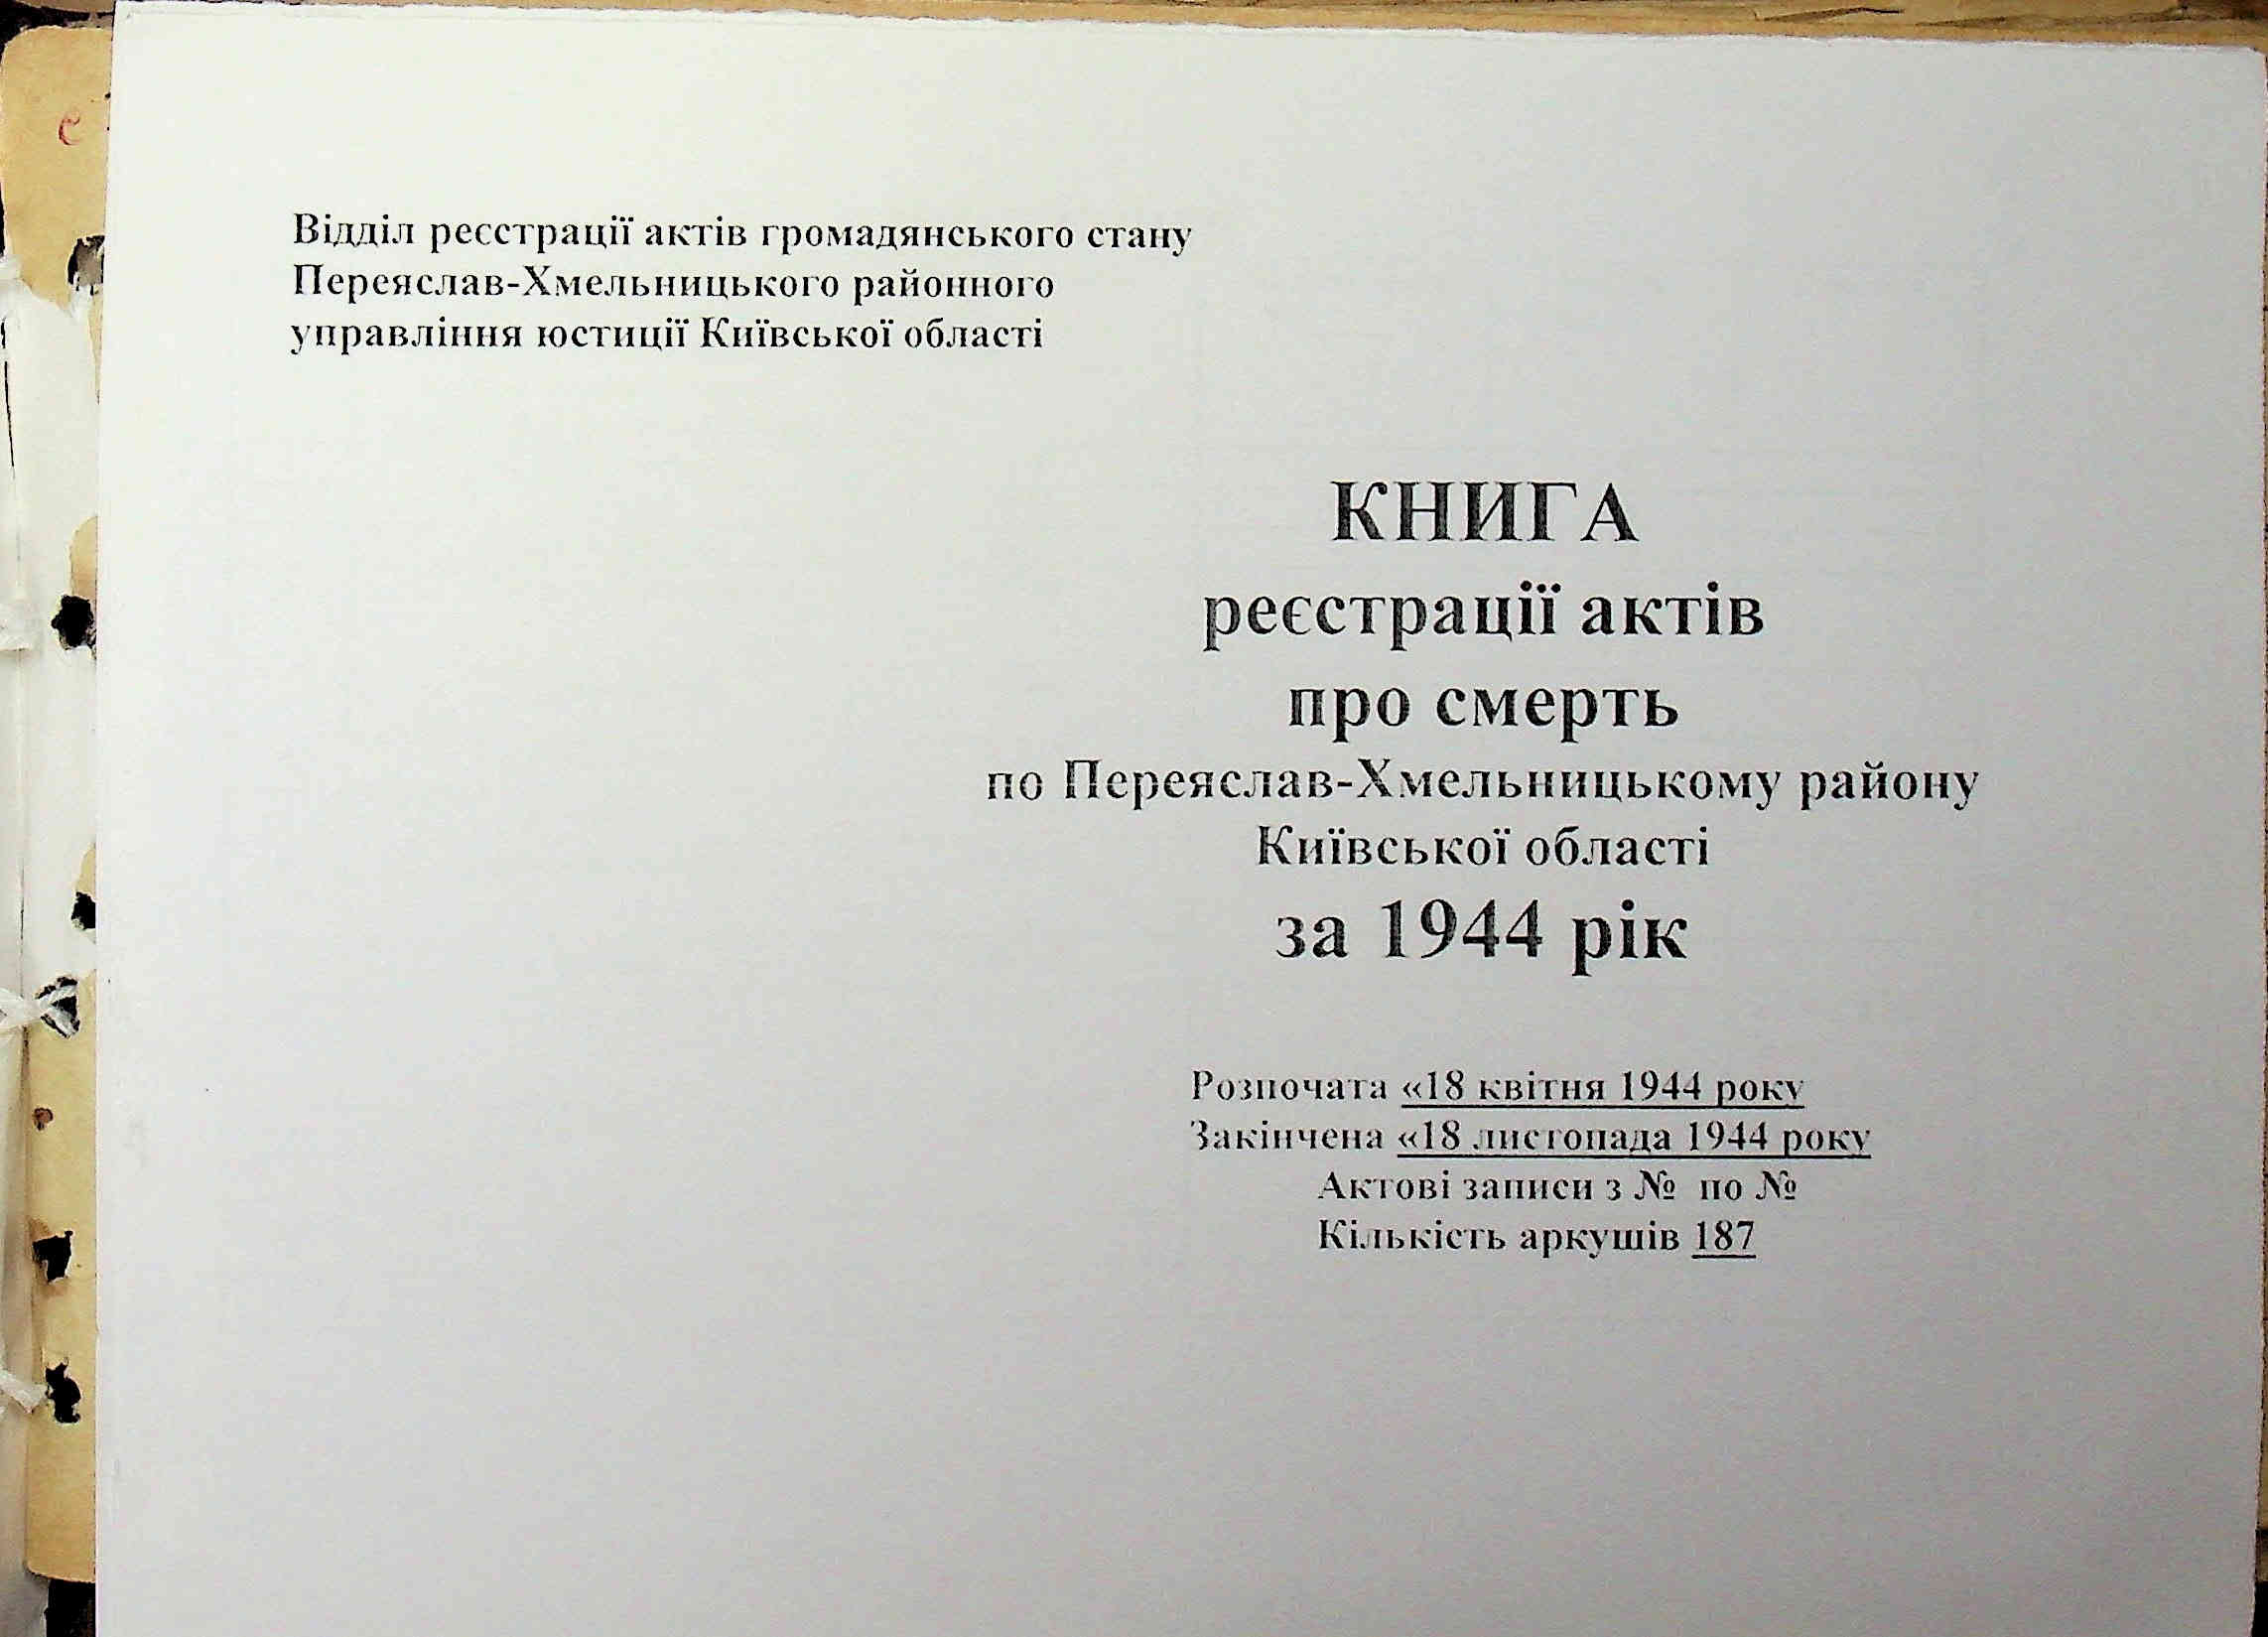 с
Відділ реєстрації актів громадянського стану
Переяслав-Хмельницького районного
управління юстиції Київської області
КНИГА
реєстрації актів
про смерть
по Переяслав-Хмельницькому району
Київської області
за 1944 рік
Розпочата «18 квітня 1944 року
Закінчена «18 листопада 1944 року
Актові записи з № по №
Кількість аркушів 187